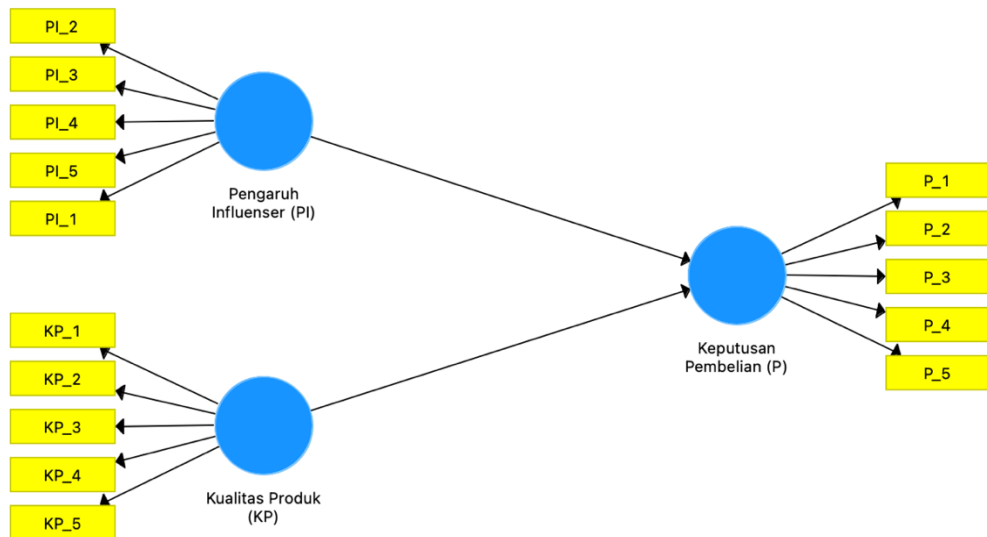 PI_2
PI_3
PI_4
PI_5
PI_1
Pengaruh
Influenser (PI)
KP_1
KP_2
KP_3
KP_4
KP_5
Kualitas Produk
(KP)
Keputusan
Pembelian (P)
P_1
P_2
P_3
P_4
P_5